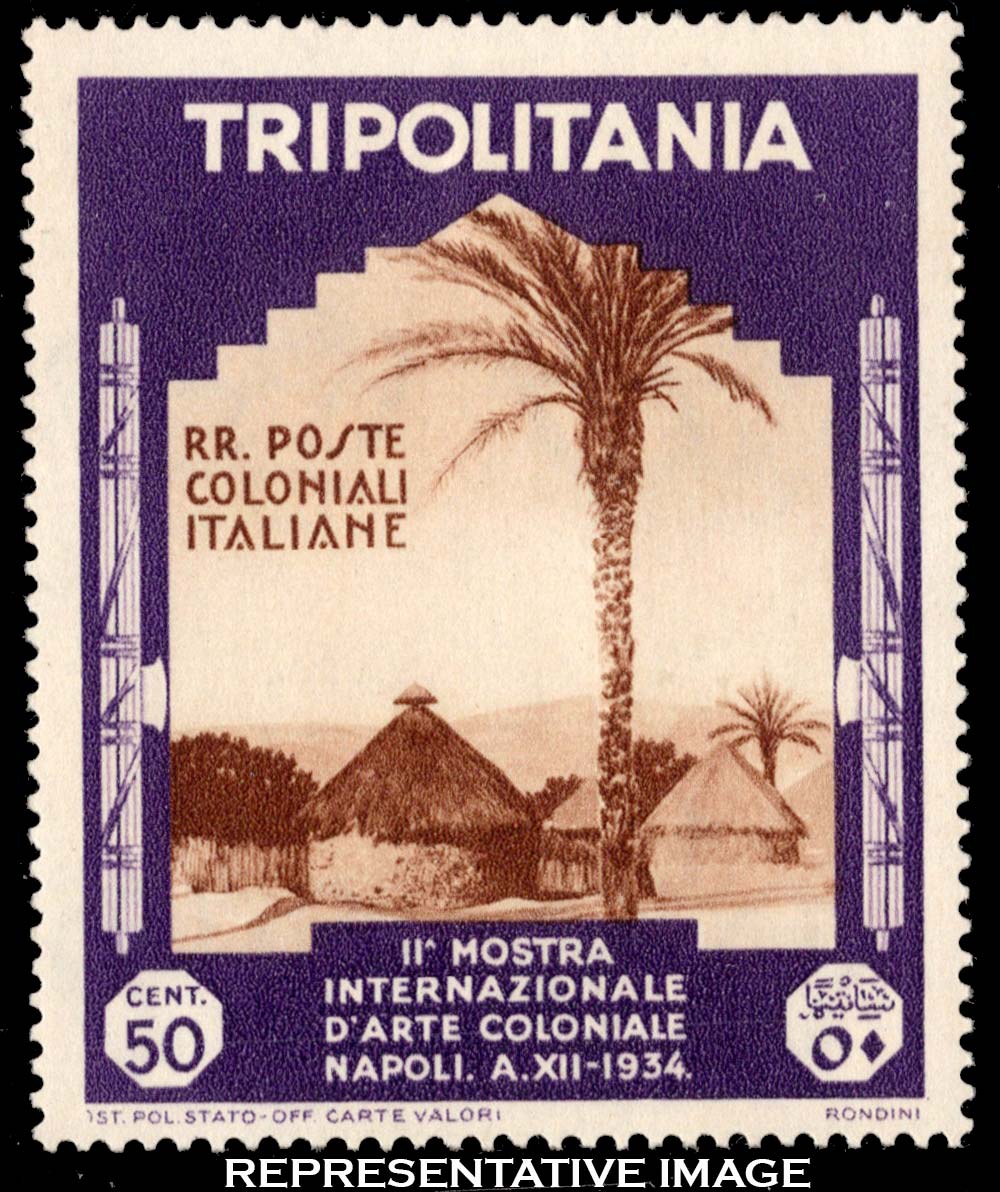 TRIPOLITANIA
RR. POSTE
COLONIALI
ITALIANE
IIᴬ MOSTRA
INTERNAZIONALE
D'ARTE COLONIALE
NAPOLI. A.XII-1934.
CENT.
50
٥٠
IST. POL. STATO-OFF. CARTE VALORI
RONDINI
REPRESENTATIVE IMAGE